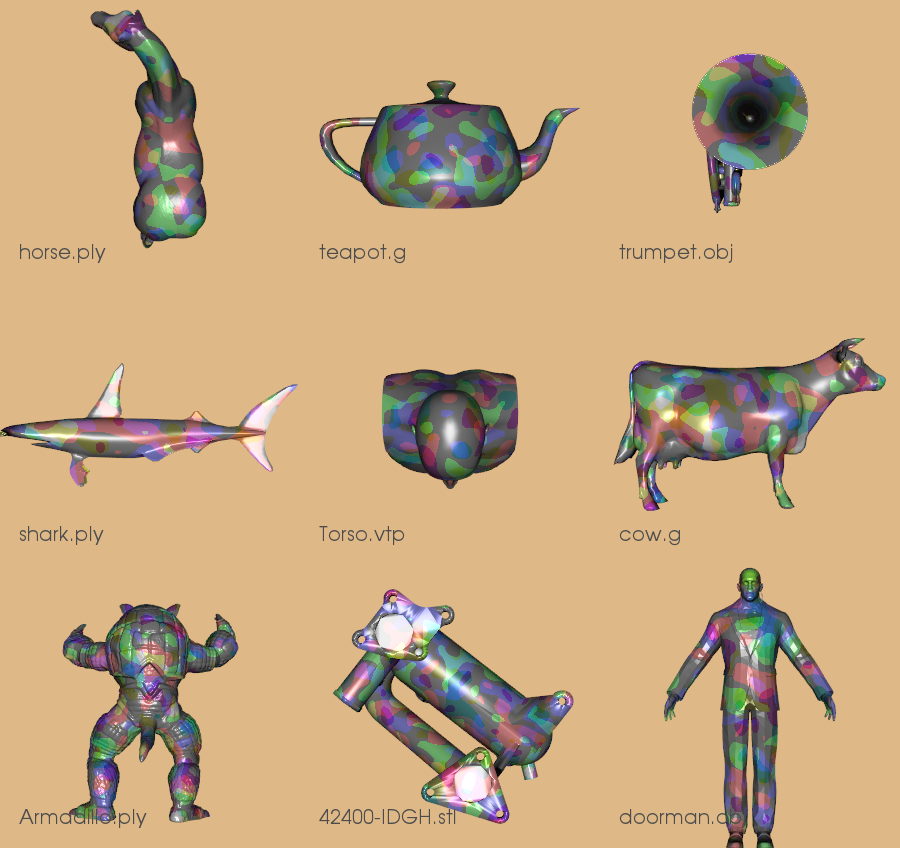 horse.ply
teapot.g
trumpet.obj
shark.ply
Torso.vtp
cow.g
Armadillo.ply
42400-IDGH.stl
doorman.obj